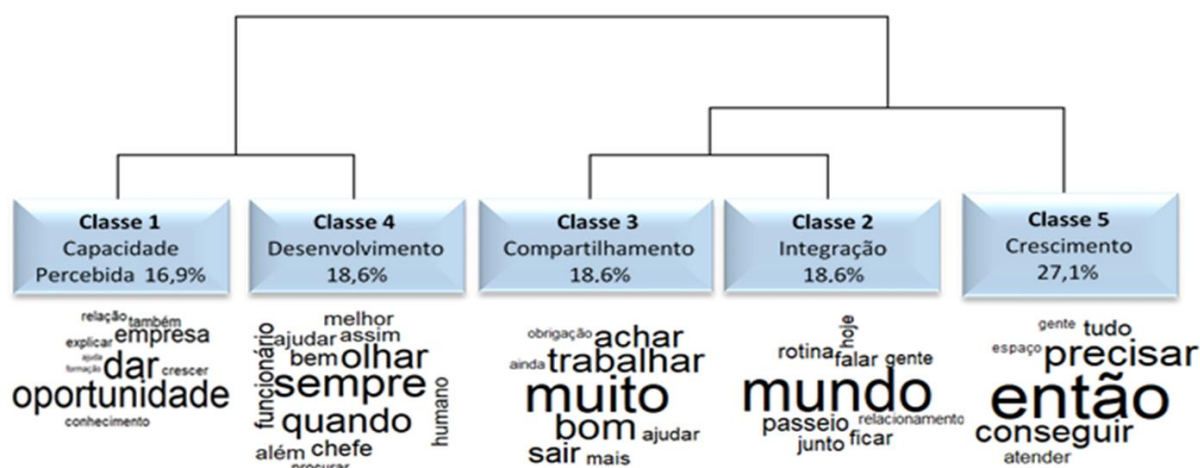 Classe 1
Capacidade
Percebida 16,9%
Classe 4
Desenvolvimento
18,6%
Classe 3
Compartilhamento
18.6%
Classe 2
Integração
18.6%
Classe 5
Crescimento
27,1%
relação também
explicar empresa
ajuda
formação dar crescer
oportunidade
conhecimento
melhor
ajudar assim
funcionário
bem olhar
sempre
quando
humano
além chefe
procurar
obrigação achar
ainda trabalhar
muito
bom ajudar
sair mais
hoje
rotina falar gente
mundo
passeio relacionamento
junto ficar
gente tudo
espaço precisar
então
conseguir
atender